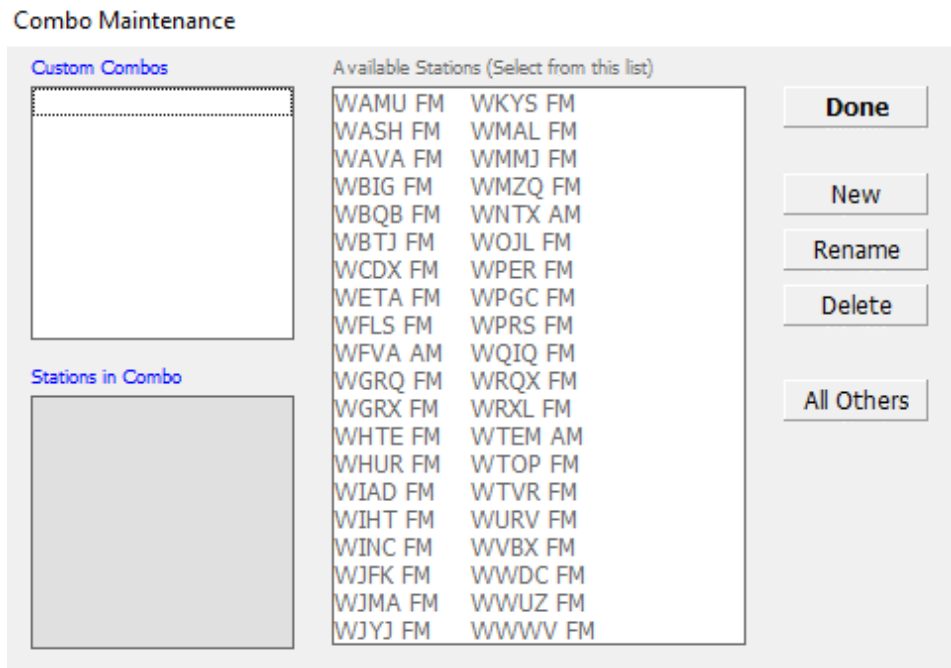 Combo Maintenance
Custom Combos
Available Stations (Select from this list)
WAMU FM WKYS FM
WASH FM WMAL FM
WAVA FM WMMJ FM
WBIG FM WMZQ FM
WBQB FM WNTX AM
WBTJ FM WOJL FM
WCDX FM WPER FM
WETA FM WPGC FM
WFLS FM WPRS FM
WFVA AM WQIQ FM
WGRQ FM WRQX FM
WGRX FM WRXL FM
WHTE FM WTEM AM
WHUR FM WTOP FM
WIAD FM WTVR FM
WIHT FM WURV FM
WINC FM WVBX FM
WJFK FM WWDC FM
WJMA FM WWUZ FM
WJYJ FM WWWV FM
Done
New
Rename
Delete
All Others
Stations in Combo